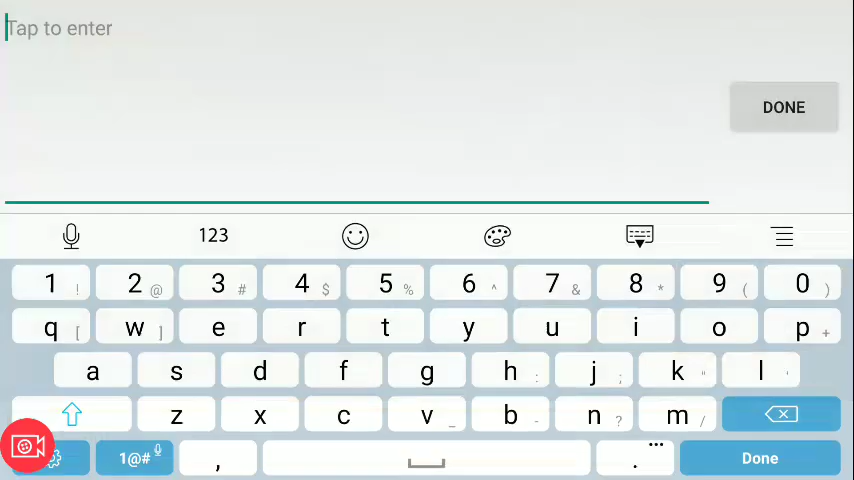 Tap to enter
DONE
123
1 ! 2 @ 3 # 4 $ 5 % 6 ^ 7 & 8 * 9 ( 0 )
q [ w ] e r t y u i o p +
a s d f g h : j ; k " l '
z x c v _ b - n ? m /
1@# , . ... Done